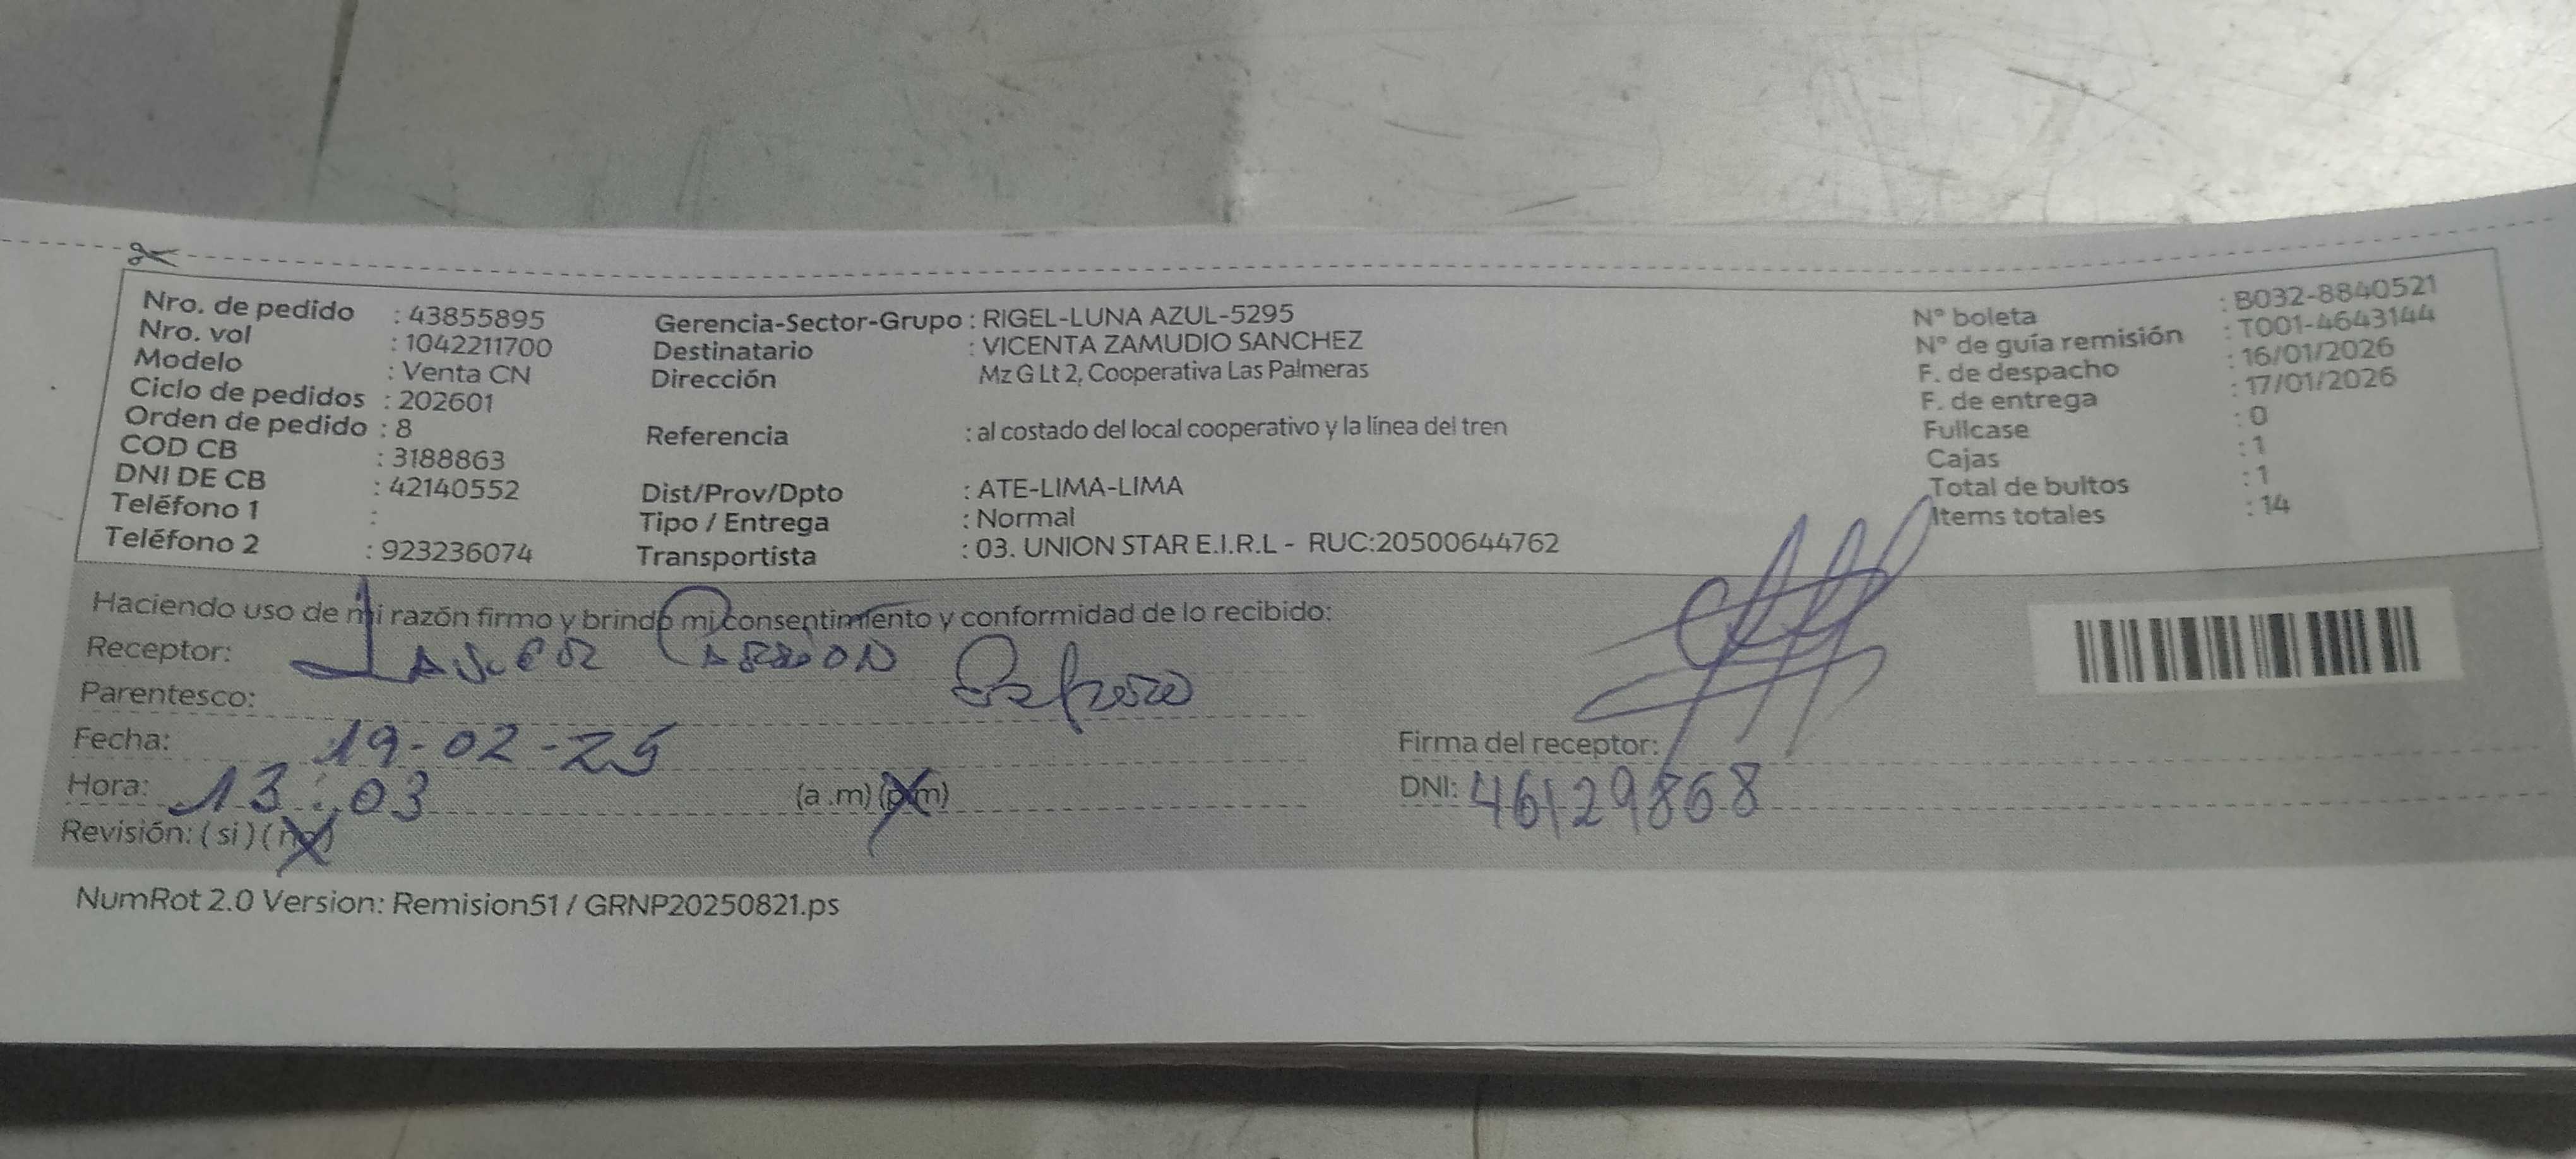 Nro. de pedido : 43855895
Nro. vol : 1042211700
Modelo : Venta CN
Ciclo de pedidos : 202601
Orden de pedido : 8
COD CB : 3188863
DNI DE CB : 42140552
Teléfono 1 :
Teléfono 2 : 923236074
Gerencia-Sector-Grupo : RIGEL-LUNA AZUL-5295
Destinatario : VICENTA ZAMUDIO SANCHEZ
Dirección Mz G Lt 2, Cooperativa Las Palmeras
Referencia : al costado del local cooperativo y la línea del tren
Dist/Prov/Dpto : ATE-LIMA-LIMA
Tipo / Entrega : Normal
Transportista : 03. UNION STAR E.I.R.L - RUC:20500644762
N° boleta : B032-8840521
N° de guía remisión : T001-4643144
F. de despacho : 16/01/2026
F. de entrega : 17/01/2026
Fullcase : 0
Cajas : 1
Total de bultos : 1
Items totales : 14
Haciendo uso de mi razón firmo y brindo mi consentimiento y conformidad de lo recibido:
Receptor:
Parentesco:
Fecha: 19-02-25
Hora: 13:03 (a .m) (p.m)
Revisión: ( si ) ( no )
Firma del receptor:
DNI: 46129868
NumRot 2.0 Version: Remision51 / GRNP20250821.ps